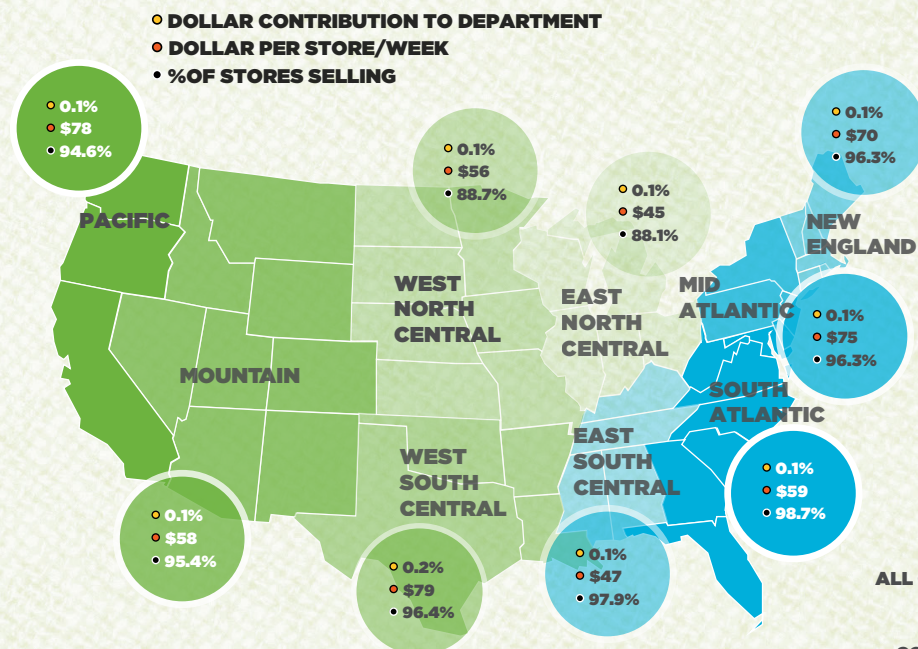 DOLLAR CONTRIBUTION TO DEPARTMENT
DOLLAR PER STORE/WEEK
%OF STORES SELLING
0.1%
$78
94.6%
PACIFIC
0.1%
$56
88.7%
WEST
NORTH
CENTRAL
0.1%
$45
88.1%
EAST
NORTH
CENTRAL
0.1%
$70
96.3%
NEW
ENGLAND
MID
ATLANTIC
0.1%
$75
96.3%
MOUNTAIN
0.1%
$58
95.4%
WEST
SOUTH
CENTRAL
0.2%
$79
96.4%
EAST
SOUTH
CENTRAL
0.1%
$47
97.9%
SOUTH
ATLANTIC
0.1%
$59
98.7%
ALL